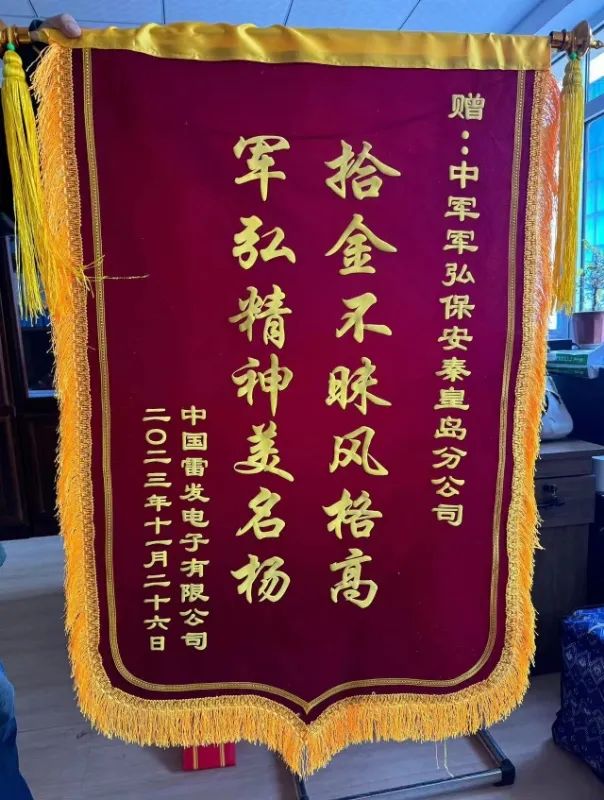 赠：中军军弘保安秦皇岛分公司
拾金不昧风格高
军弘精神美名杨
中国雷发电子有限公司
二〇二三年十一月二十六日